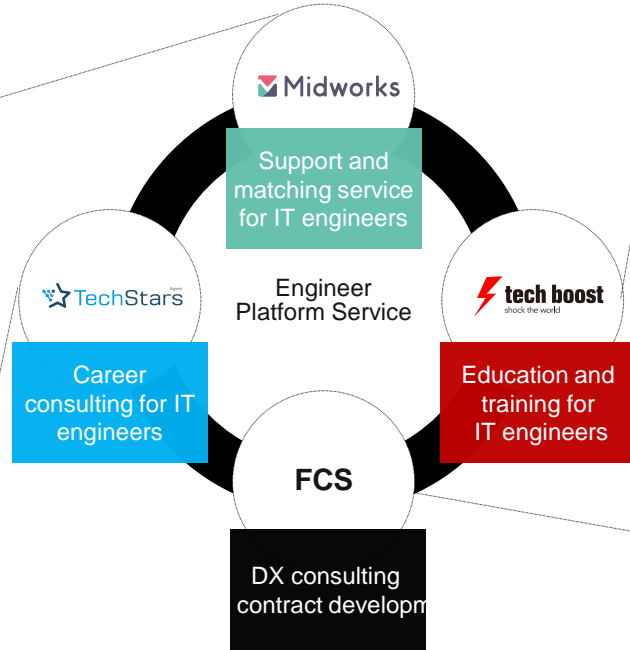 Midworks
Support and
matching service
for IT engineers
Agent
TechStars
Engineer
Platform Service
tech boost
shock the world
Career
consulting for IT
engineers
Education and
training for
IT engineers
FCS
DX consulting
contract developm